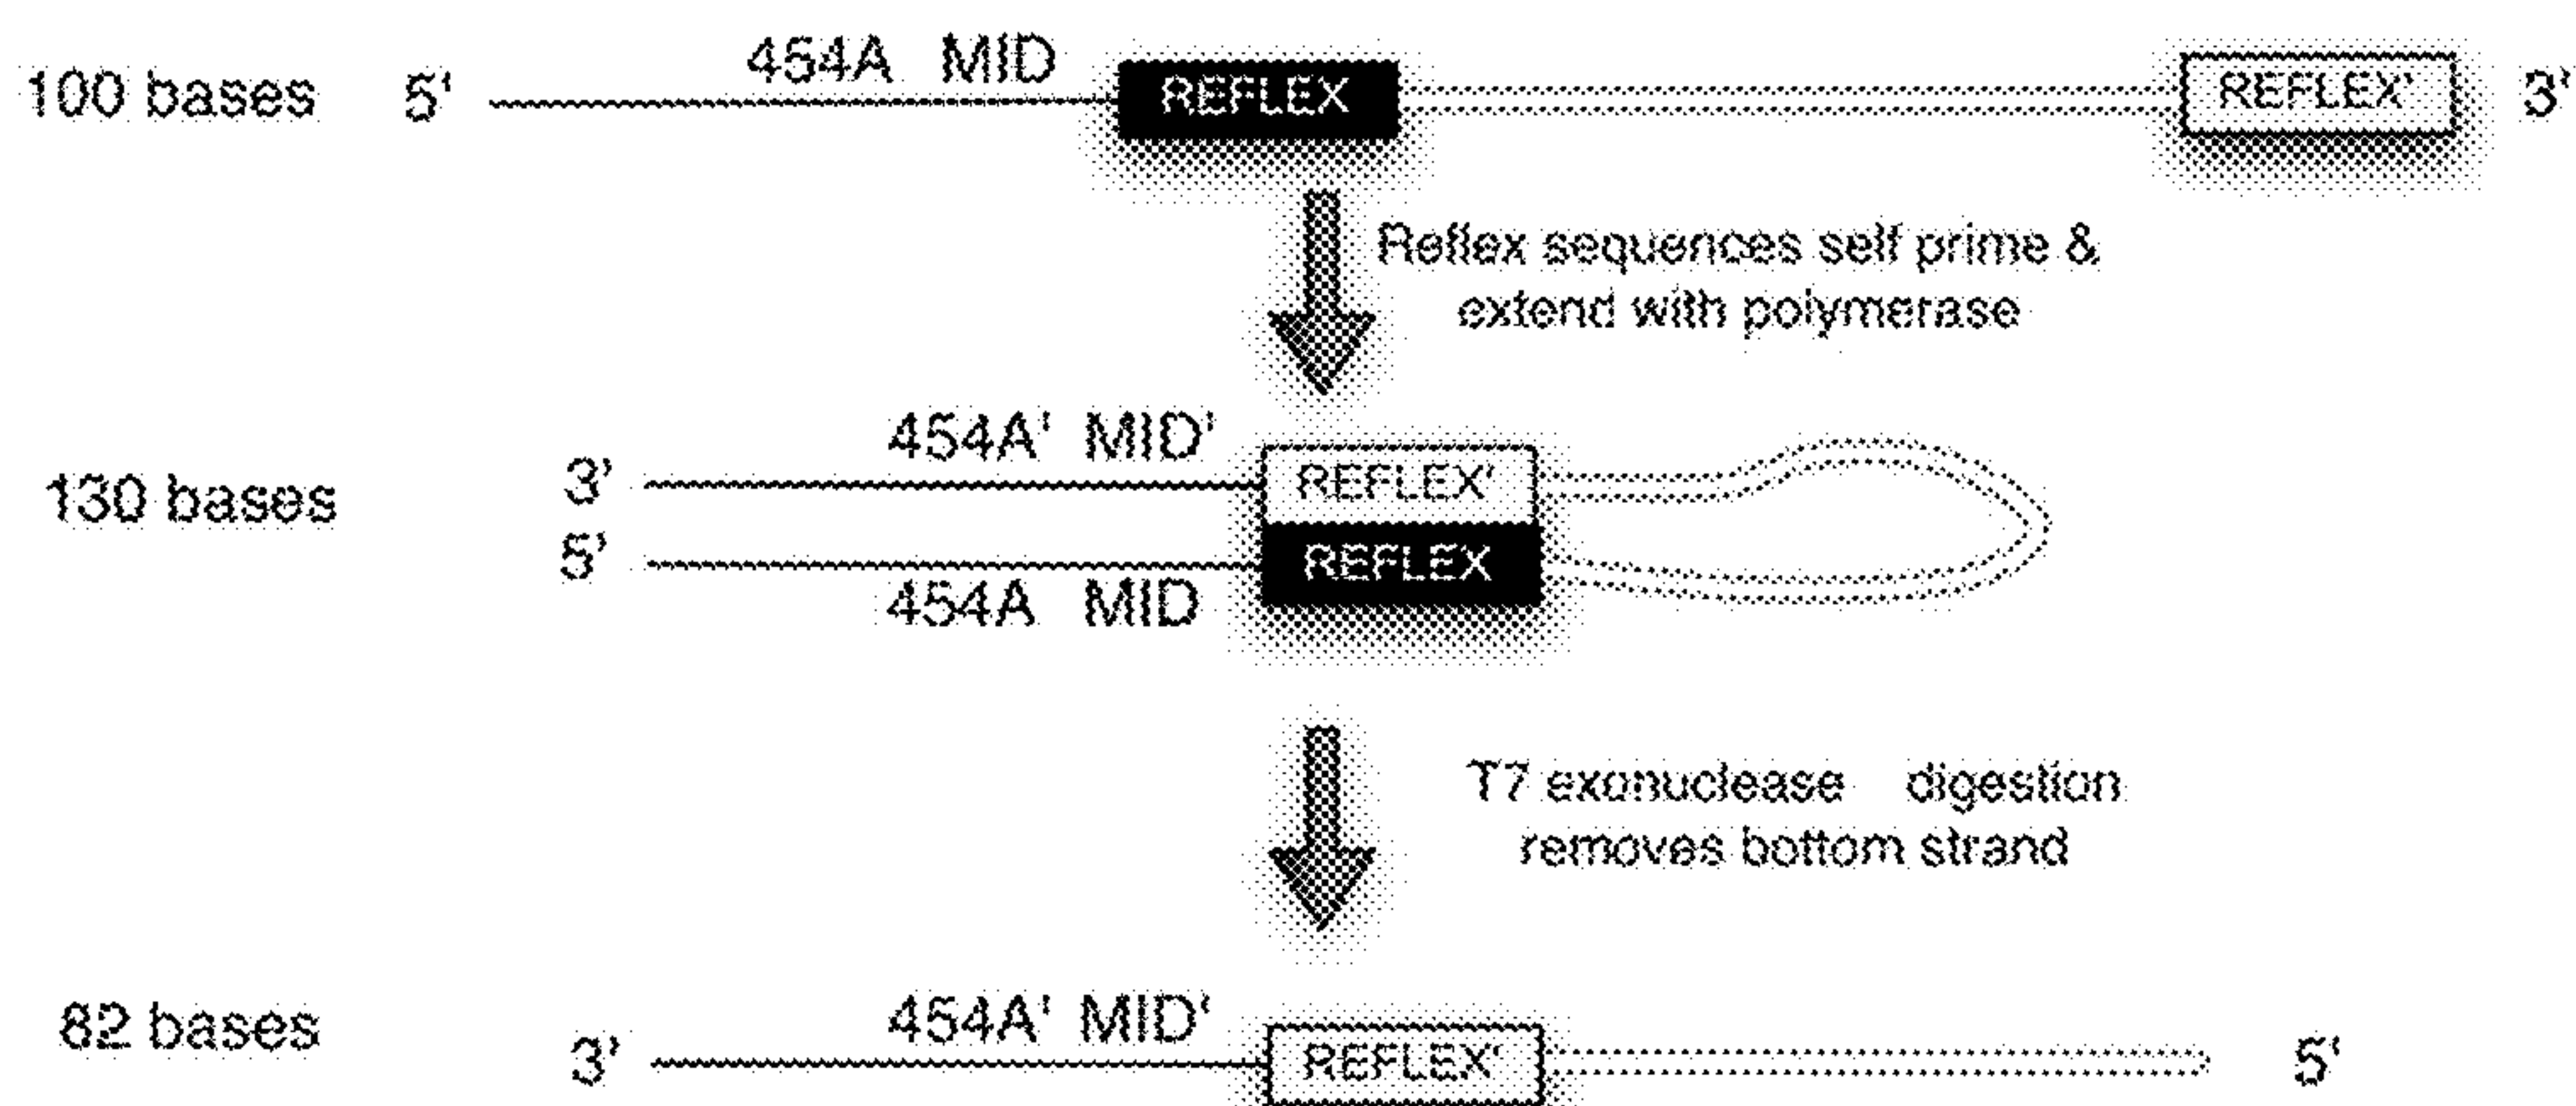 100 bases 5' 454A MID REFLEX REFLEX' 3'
Reflex sequences self prime &
extend with polymerase
454A' MID'
130 bases 3' REFLEX'
5' REFLEX
454A MID
T7 exonuclease digestion
removes bottom strand
82 bases 454A' MID'
3' REFLEX' 5'